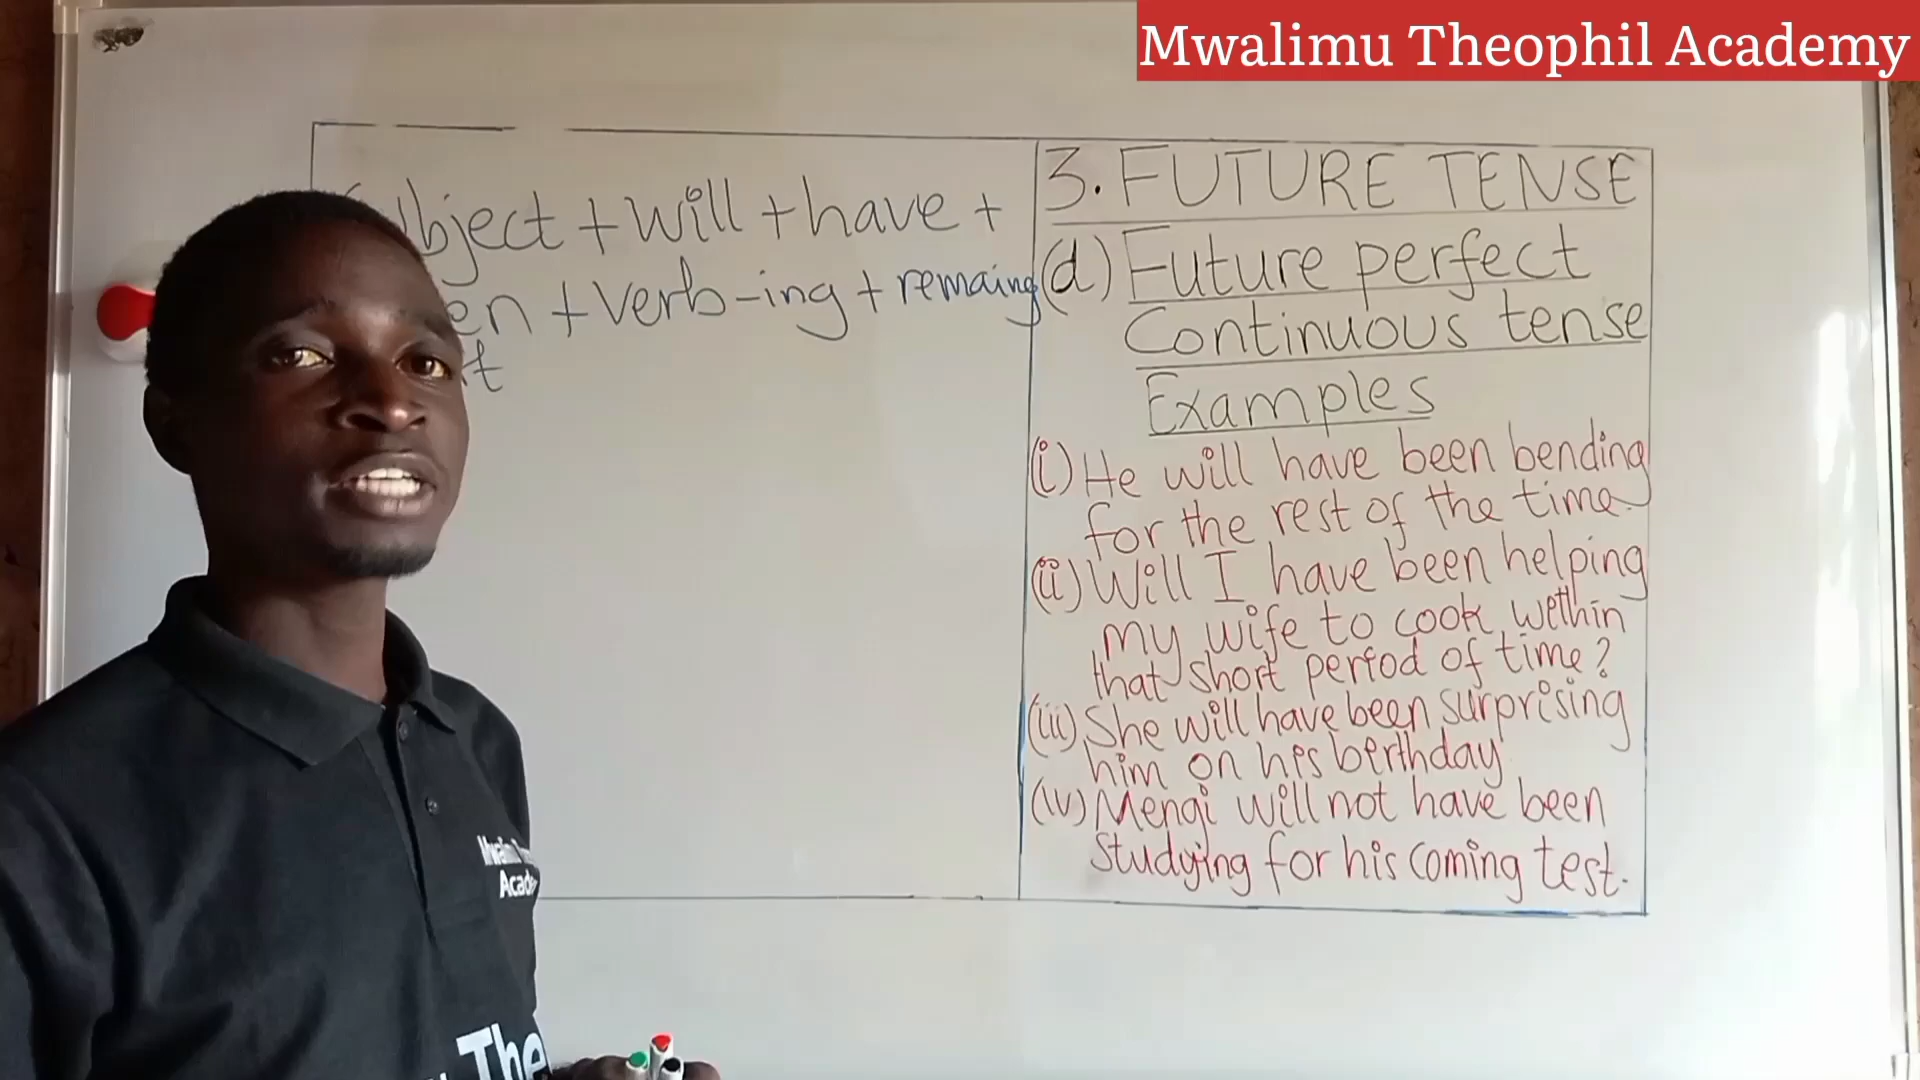 Mwalimu Theophil Academy
+ will + have +
+ verb-ing + remaing
3. FUTURE TENSE
(d) Future perfect
Continuous tense
Examples
(i) He will have been bending
for the rest of the time.
(ii) Will I have been helping
my wife to cook within
that short period of time?
(iii) She will have been surprising
him on his birthday.
(iv) Mengi will not have been
Studying for his coming test.
The